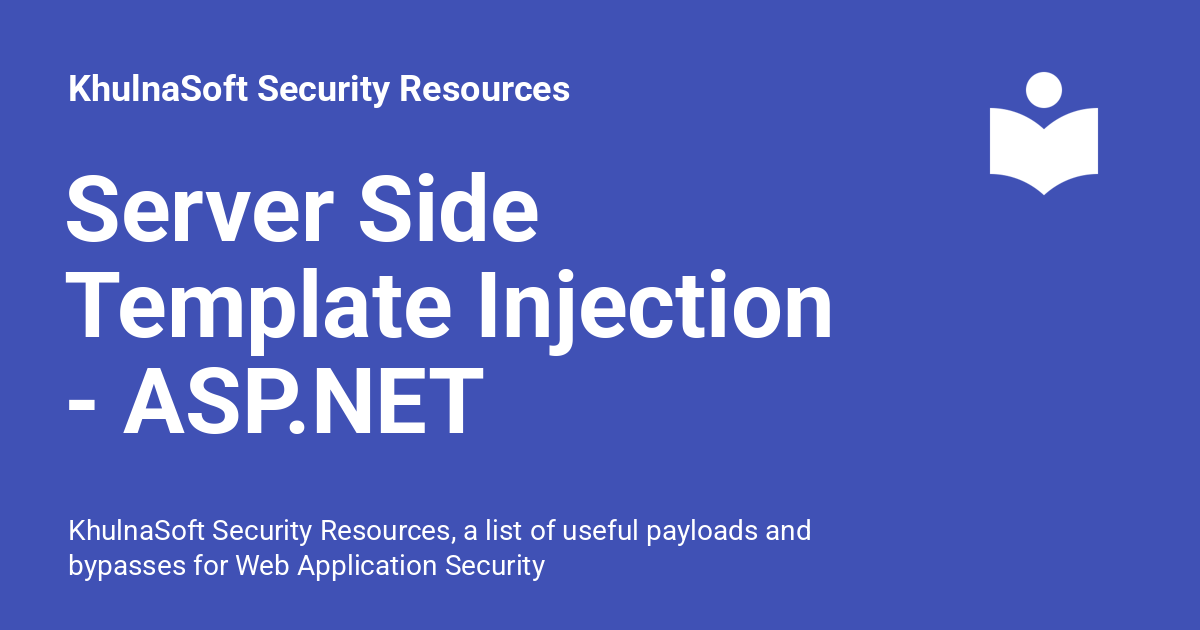 KhulnaSoft Security Resources
Server Side
Template Injection
- ASP.NET
KhulnaSoft Security Resources, a list of useful payloads and
bypasses for Web Application Security